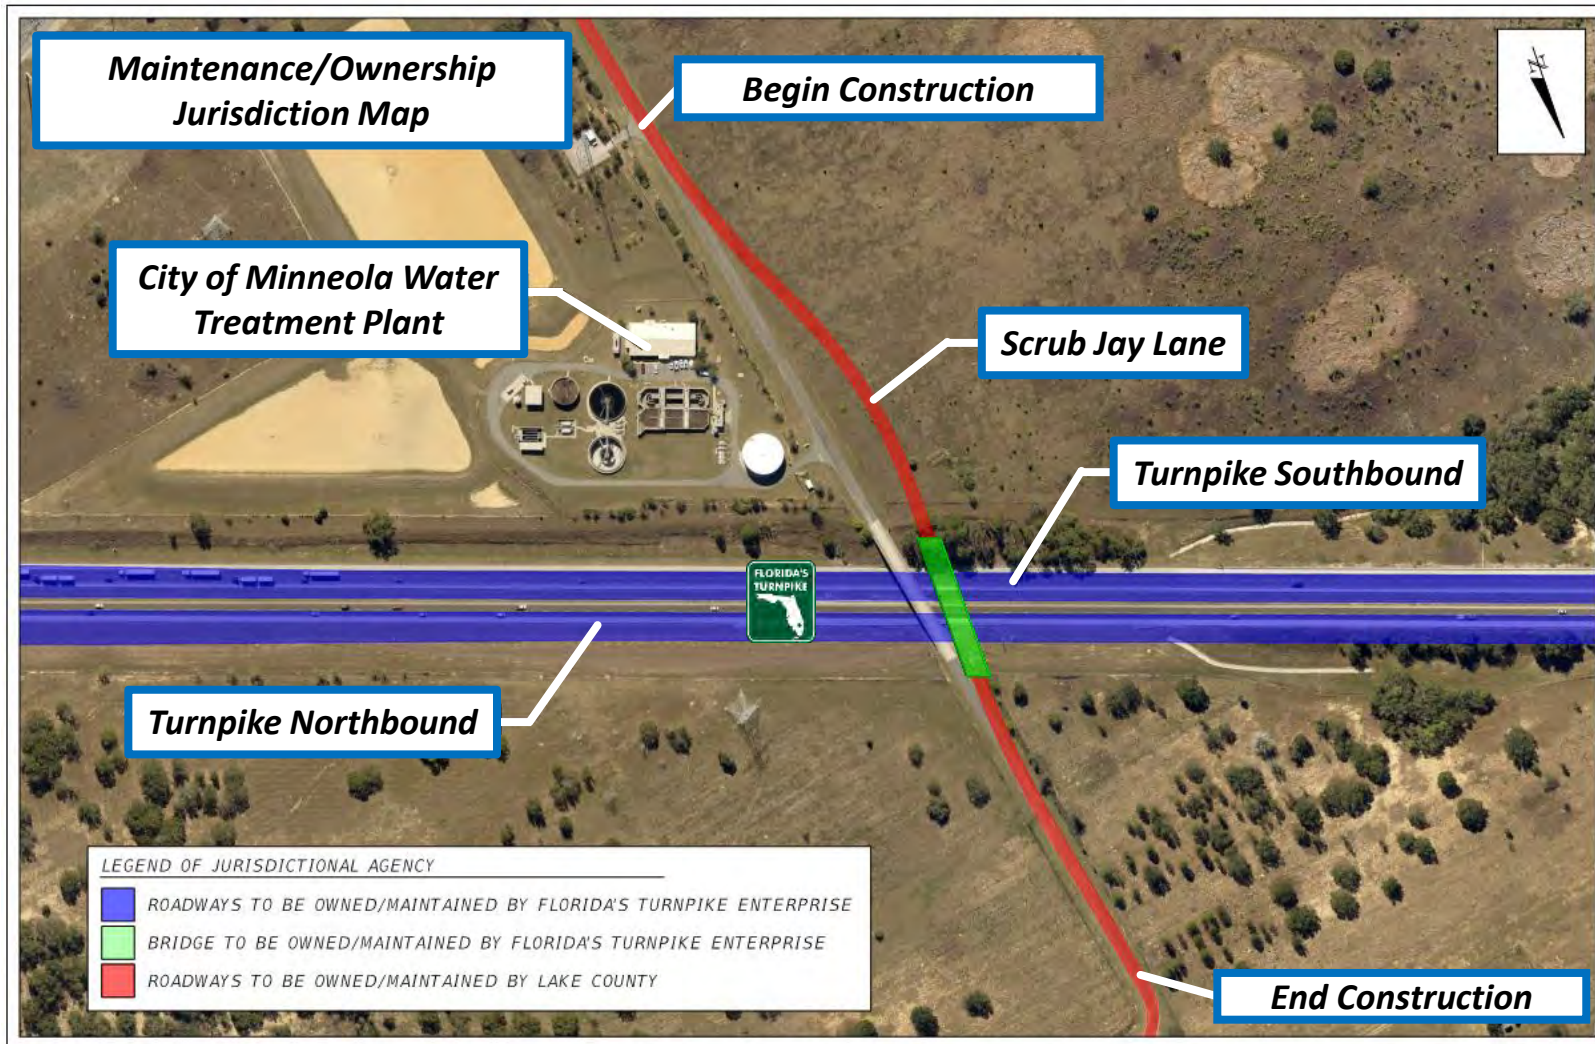 Maintenance/Ownership
Jurisdiction Map
Begin Construction
N
City of Minneola Water
Treatment Plant
Scrub Jay Lane
Turnpike Southbound
FLORIDA'S
TURNPIKE
Turnpike Northbound
LEGEND OF JURISDICTIONAL AGENCY
ROADWAYS TO BE OWNED/MAINTAINED BY FLORIDA'S TURNPIKE ENTERPRISE
BRIDGE TO BE OWNED/MAINTAINED BY FLORIDA'S TURNPIKE ENTERPRISE
ROADWAYS TO BE OWNED/MAINTAINED BY LAKE COUNTY
End Construction